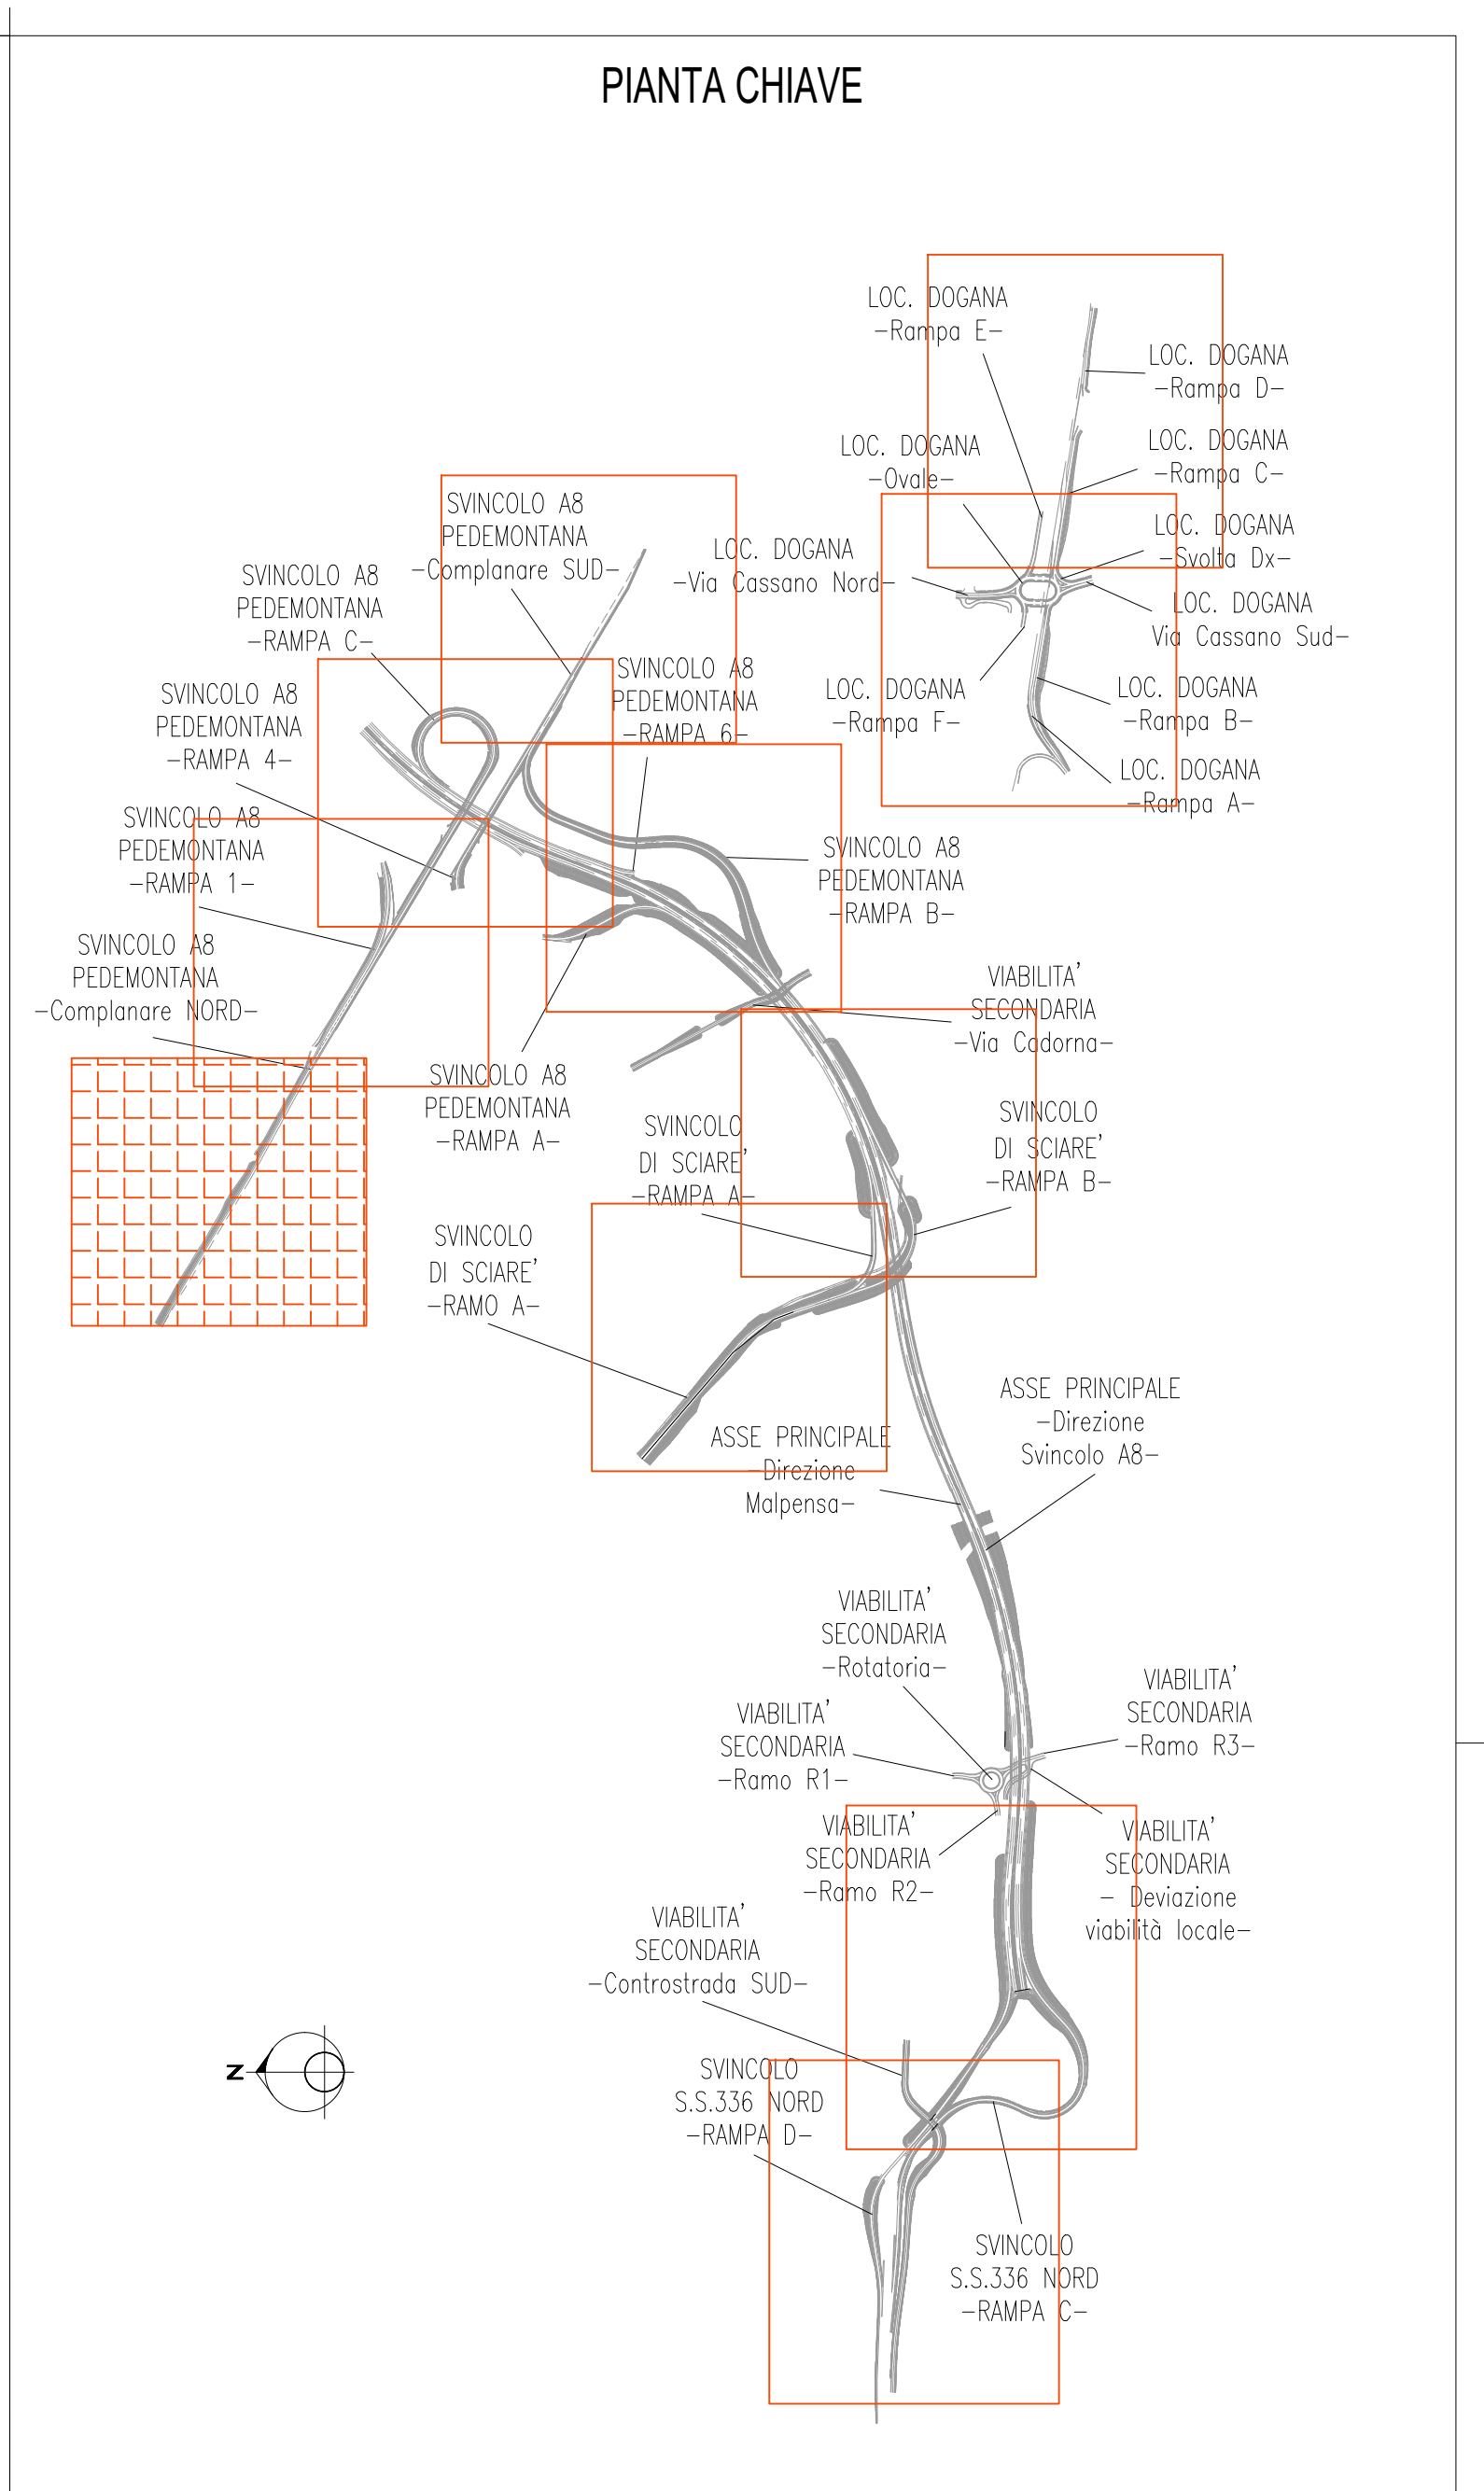 PIANTA CHIAVE
LOC. DOGANA
-Rampa E-
LOC. DOGANA
-Rampa D-
LOC. DOGANA
-Ovale-
LOC. DOGANA
-Rampa C-
SVINCOLO A8
PEDEMONTANA
-Complanare SUD-
LOC. DOGANA
-Svolta Dx-
LOC. DOGANA
-Via Cassano Nord-
SVINCOLO A8
PEDEMONTANA
-RAMPA C-
LOC. DOGANA
Via Cassano Sud-
SVINCOLO A8
PEDEMONTANA
-RAMPA 6-
SVINCOLO A8
PEDEMONTANA
-RAMPA 4-
LOC. DOGANA
-Rampa F-
LOC. DOGANA
-Rampa B-
LOC. DOGANA
-Rampa A-
SVINCOLO A8
PEDEMONTANA
-RAMPA 1-
SVINCOLO A8
PEDEMONTANA
-RAMPA B-
SVINCOLO A8
PEDEMONTANA
-Complanare NORD-
VIABILITA'
SECONDARIA
-Via Cadorna-
SVINCOLO A8
PEDEMONTANA
-RAMPA A-
SVINCOLO
DI SCIARE'
-RAMPA A-
SVINCOLO
DI SCIARE'
-RAMPA B-
SVINCOLO
DI SCIARE'
-RAMO A-
ASSE PRINCIPALE
-Direzione
Svincolo A8-
ASSE PRINCIPALE
-Direzione
Malpensa-
VIABILITA'
SECONDARIA
-Rotatoria-
VIABILITA'
SECONDARIA
-Ramo R3-
VIABILITA'
SECONDARIA
-Ramo R1-
VIABILITA'
SECONDARIA
-Ramo R2-
VIABILITA'
SECONDARIA
- Deviazione
viabilità locale-
VIABILITA'
SECONDARIA
-Controstrada SUD-
N
SVINCOLO
S.S.336 NORD
-RAMPA D-
SVINCOLO
S.S.336 NORD
-RAMPA C-